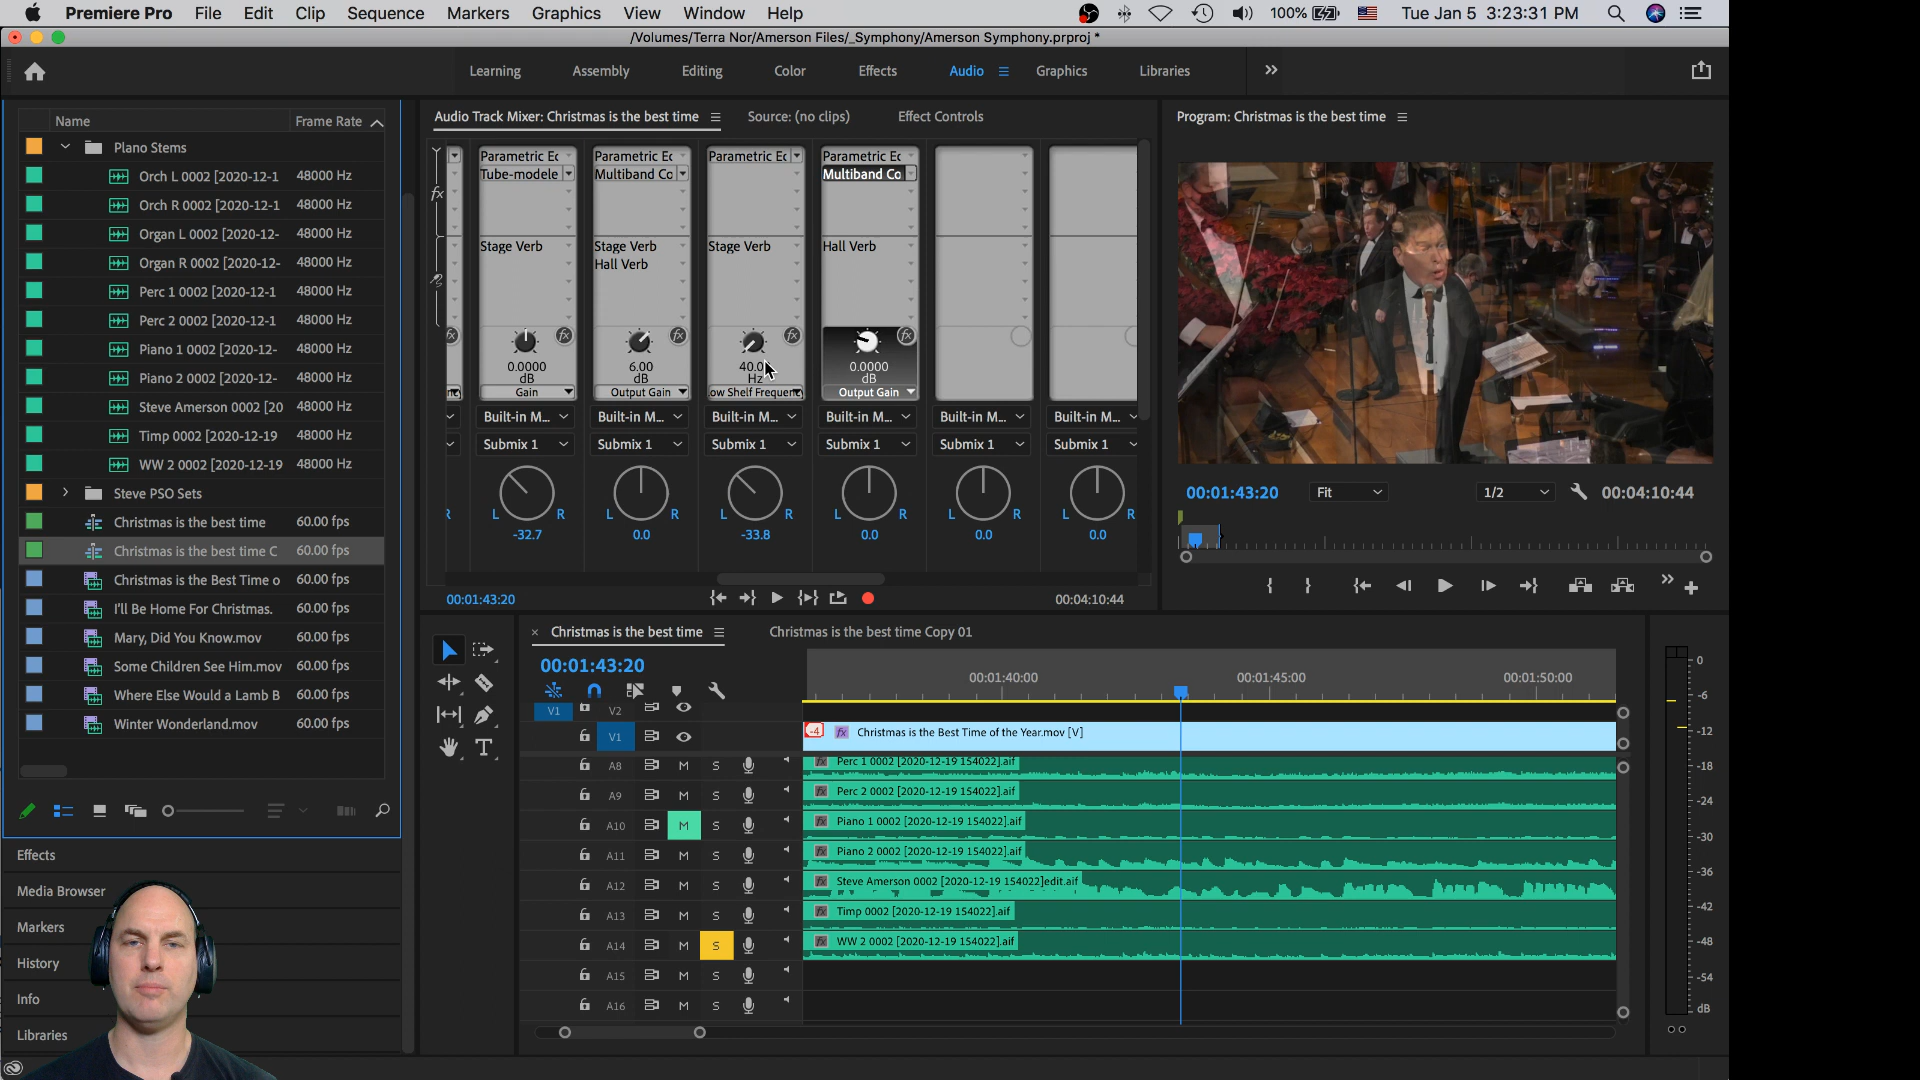 Premiere Pro File Edit Clip Sequence Markers Graphics View Window Help 100% Tue Jan 5 3:23:31 PM
/Volumes/Terra Nor/Amerson Files/_Symphony/Amerson Symphony.prproj *
Learning Assembly Editing Color Effects Audio Graphics Libraries
Name Frame Rate
Piano Stems
Orch L 0002 [2020-12-1 48000 Hz
Orch R 0002 [2020-12-1 48000 Hz
Organ L 0002 [2020-12- 48000 Hz
Organ R 0002 [2020-12- 48000 Hz
Perc 1 0002 [2020-12-1 48000 Hz
Perc 2 0002 [2020-12-1 48000 Hz
Piano 1 0002 [2020-12- 48000 Hz
Piano 2 0002 [2020-12- 48000 Hz
Steve Amerson 0002 [20 48000 Hz
Timp 0002 [2020-12-19 48000 Hz
WW 2 0002 [2020-12-19 48000 Hz
Steve PSO Sets
Christmas is the best time 60.00 fps
Christmas is the best time C 60.00 fps
Christmas is the Best Time o 60.00 fps
I'll Be Home For Christmas. 60.00 fps
Mary, Did You Know.mov 60.00 fps
Some Children See Him.mov 60.00 fps
Where Else Would a Lamb B 60.00 fps
Winter Wonderland.mov 60.00 fps
Effects
Media Browser
Markers
History
Info
Libraries
Audio Track Mixer: Christmas is the best time Source: (no clips) Effect Controls
Parametric Ec Parametric Ec Parametric Ec Parametric Ec
Tube-modele Multiband Co Multiband Co
fx
Stage Verb Stage Verb Stage Verb Hall Verb
Hall Verb
fx fx fx fx fx
0.0000 6.00 40.0 0.0000
dB dB Hz dB
Gain Output Gain ow Shelf Frequenc Output Gain
Built-in M... Built-in M... Built-in M... Built-in M... Built-in M... Built-in M...
Submix 1 Submix 1 Submix 1 Submix 1 Submix 1 Submix 1
R L R L R L R L R L R L R
-32.7 0.0 -33.8 0.0 0.0 0.0
00:01:43:20 00:04:10:44
Program: Christmas is the best time
00:01:43:20 Fit 1/2 00:04:10:44
× Christmas is the best time Christmas is the best time Copy 01
00:01:43:20
00:01:40:00 00:01:45:00 00:01:50:00
V1 V2
V1 -4 fx Christmas is the Best Time of the Year.mov [V]
A8 M S fx Perc 1 0002 [2020-12-19 154022].aif
A9 M S fx Perc 2 0002 [2020-12-19 154022].aif
A10 M S fx Piano 1 0002 [2020-12-19 154022].aif
A11 M S fx Piano 2 0002 [2020-12-19 154022].aif
A12 M S fx Steve Amerson 0002 [2020-12-19 154022]edit.aif
A13 M S fx Timp 0002 [2020-12-19 154022].aif
A14 M S fx WW 2 0002 [2020-12-19 154022].aif
A15 M S
A16 M S
T
0
-6
-12
-18
-24
-30
-36
-42
-48
-54
dB